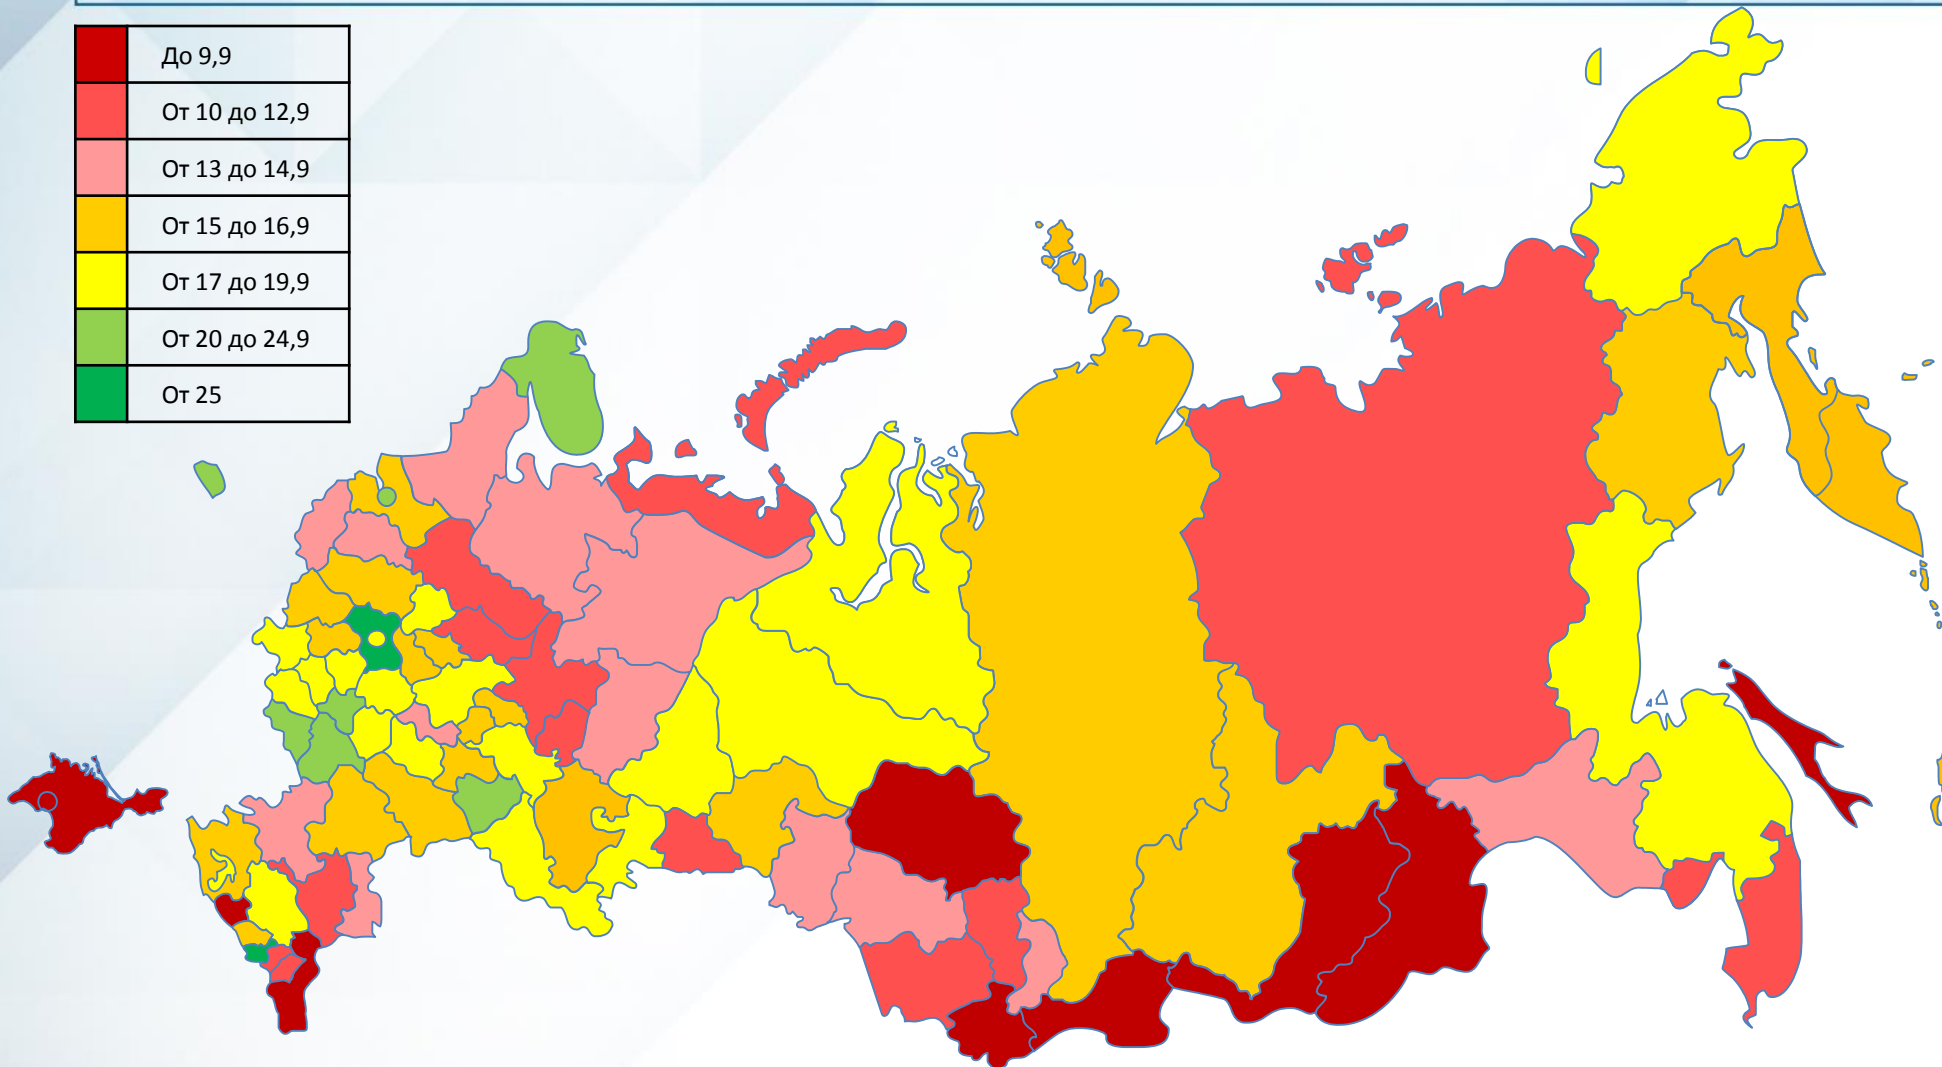 До 9,9
От 10 до 12,9
От 13 до 14,9
От 15 до 16,9
От 17 до 19,9
От 20 до 24,9
От 25